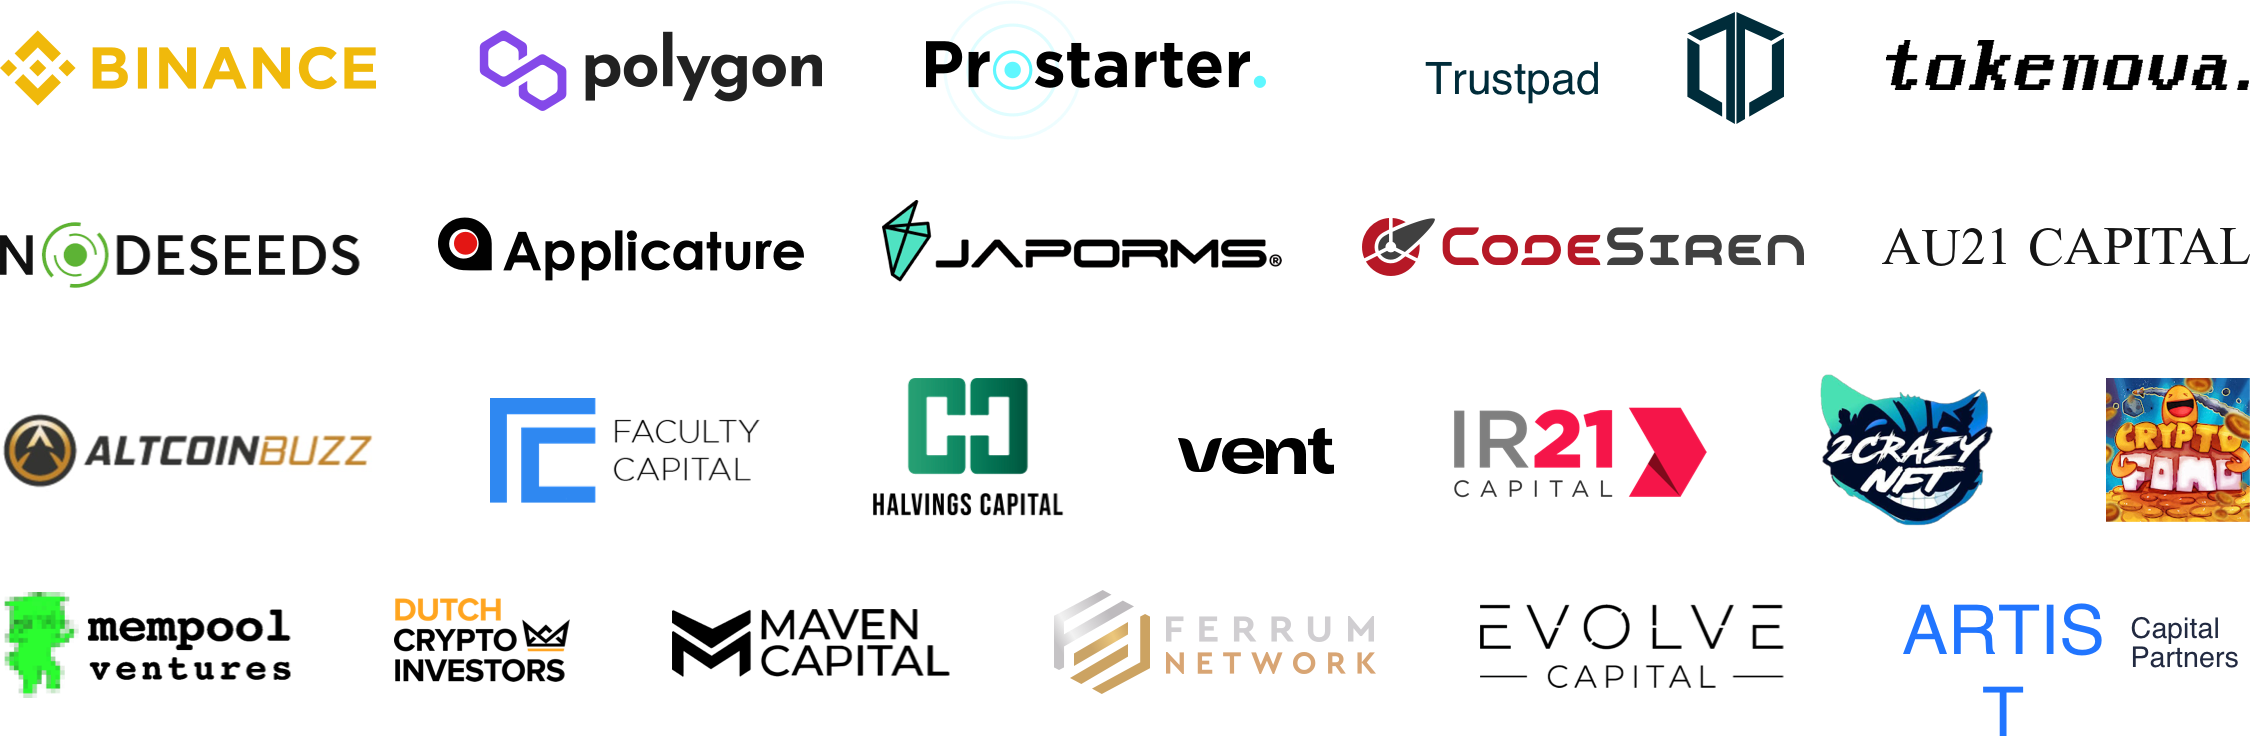 BINANCE
polygon
Prostarter.
Trustpad
tokenova.
NODESEEDS
Applicature
JAPORMS®
CODESIREN
AU21 CAPITAL
ALTCOINBUZZ
FACULTY
CAPITAL
HALVINGS CAPITAL
vent
IR21
CAPITAL
2CRAZY
NFT
CRYPTO
FOMO
mempool
ventures
DUTCH
CRYPTO
INVESTORS
MAVEN
CAPITAL
FERRUM
NETWORK
EVOLVE
CAPITAL
ARTIS
T
Capital
Partners